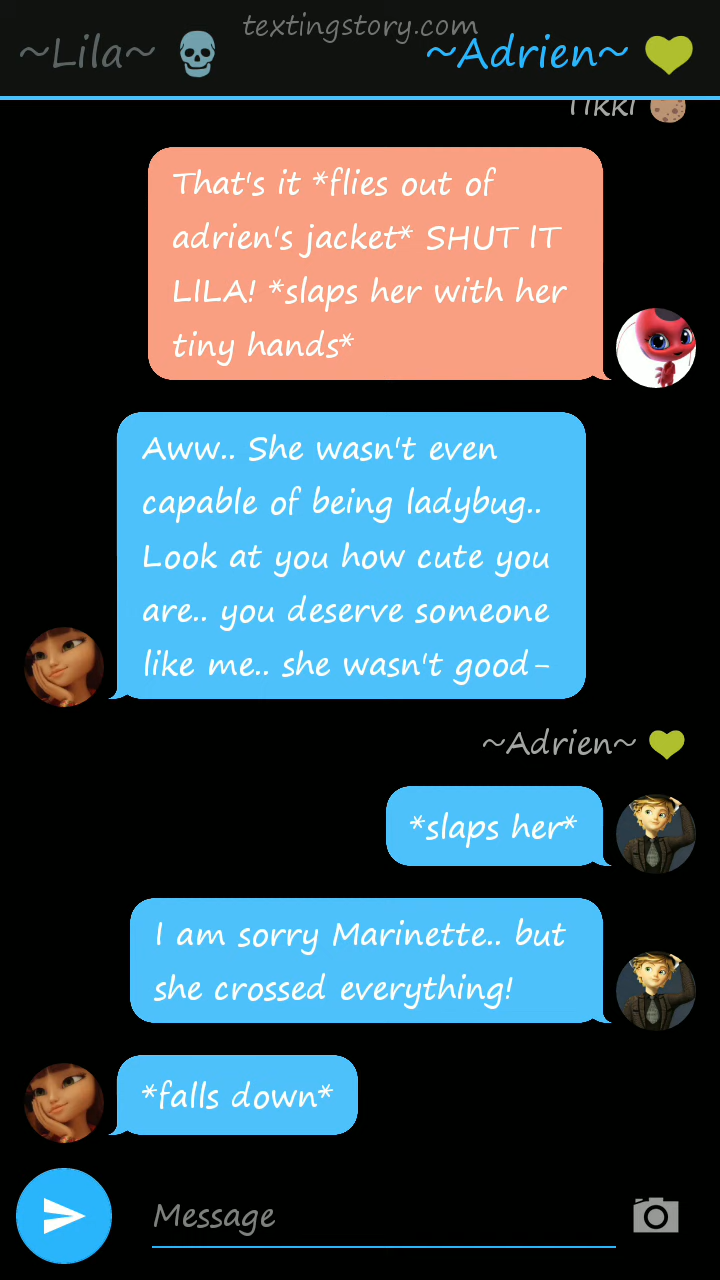 textingstory.com
~Lila~ 💀
~Adrien~ 💚
Tikki 🍪
That's it *flies out of
adrien's jacket* SHUT IT
LILA! *slaps her with her
tiny hands*
Aww.. She wasn't even
capable of being ladybug..
Look at you how cute you
are.. you deserve someone
like me.. she wasn't good-
~Adrien~ 💚
*slaps her*
I am sorry Marinette.. but
she crossed everything!
*falls down*
Message